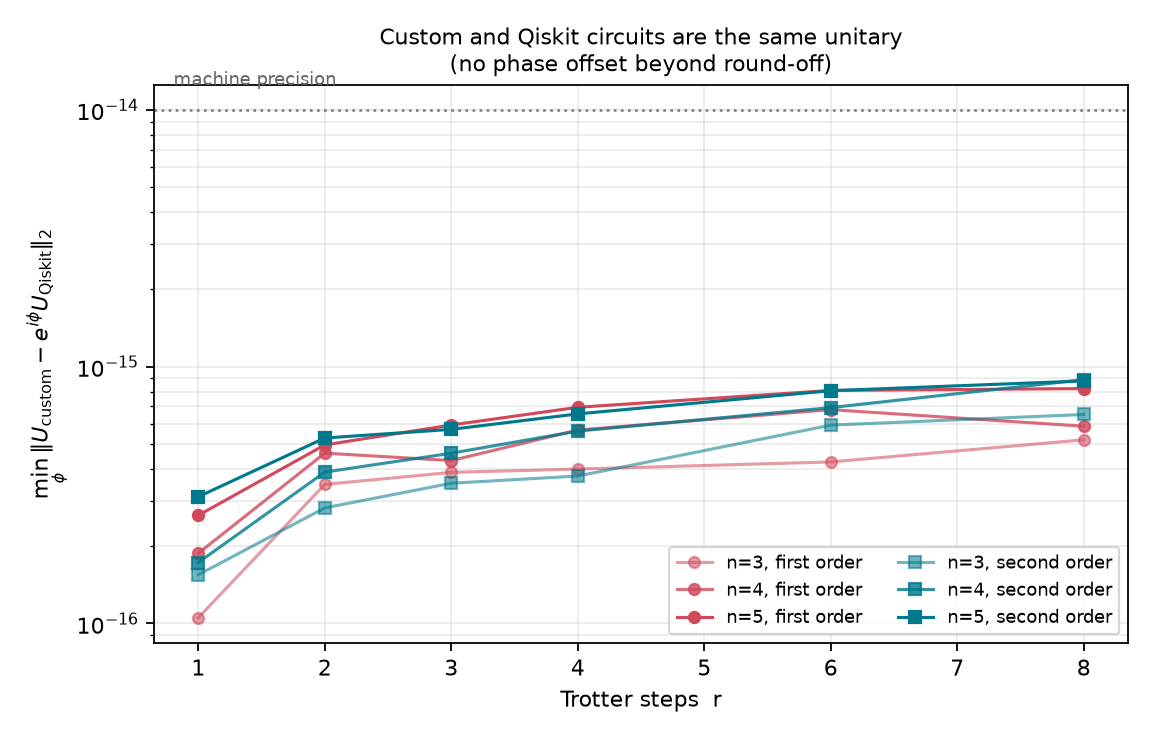 Custom and Qiskit circuits are the same unitary
(no phase offset beyond round-off)
machine precision
10⁻¹⁴
10⁻¹⁵
10⁻¹⁶
min_ϕ ‖U_custom − e^{iϕ}U_Qiskit‖₂
n=3, first order
n=4, first order
n=5, first order
n=3, second order
n=4, second order
n=5, second order
1 2 3 4 5 6 7 8
Trotter steps r